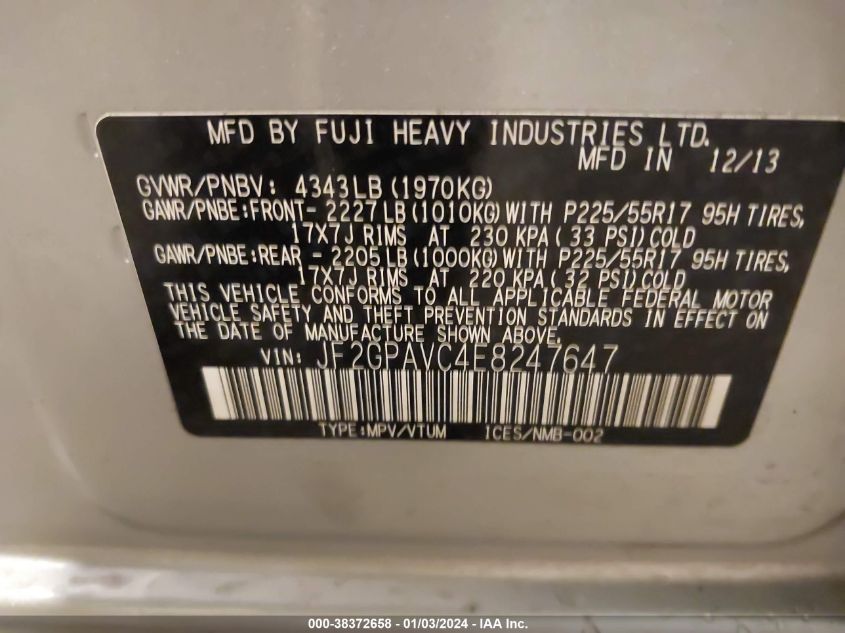 MFD BY FUJI HEAVY INDUSTRIES LTD.
MFD IN 12/13
GVWR/PNBV: 4343LB (1970KG)
GAWR/PNBE:FRONT- 2227LB (1010KG) WITH P225/55R17 95H TIRES,
17X7J RIMS AT 230 KPA (33 PSI) COLD
GAWR/PNBE:REAR - 2205LB (1000KG) WITH P225/55R17 95H TIRES,
17X7J RIMS AT 220 KPA (32 PSI) COLD
THIS VEHICLE CONFORMS TO ALL APPLICABLE FEDERAL MOTOR
VEHICLE SAFETY AND THEFT PREVENTION STANDARDS IN EFFECT ON
THE DATE OF MANUFACTURE SHOWN ABOVE.
VIN: JF2GPAVC4E8247647
TYPE:MPV/VTUM ICES/NMB-002
000-38372658 - 01/03/2024 - IAA Inc.